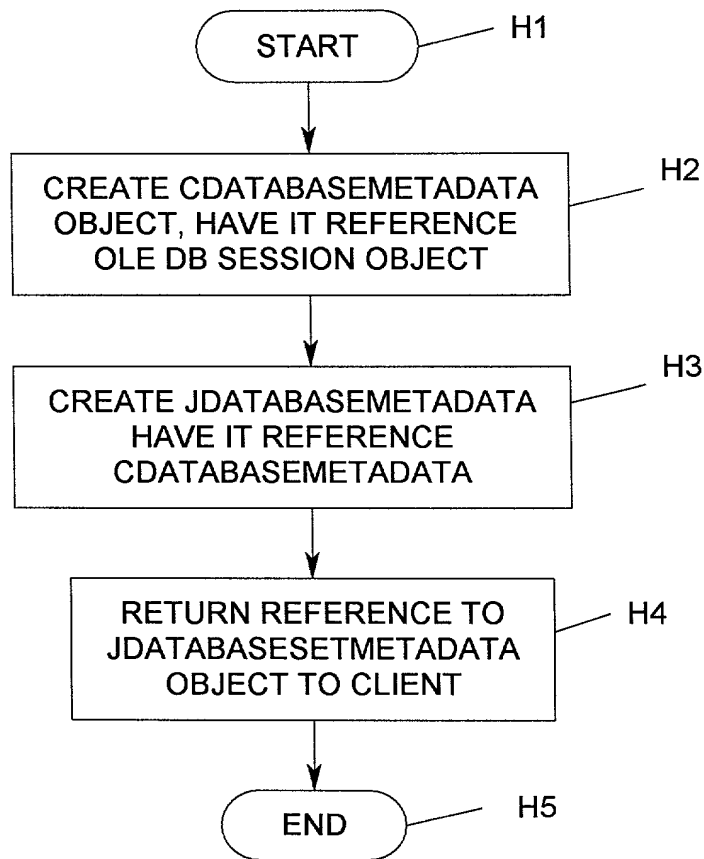 START
H1
CREATE CDATABASEMETADATA
OBJECT, HAVE IT REFERENCE
OLE DB SESSION OBJECT
H2
CREATE JDATABASEMETADATA
HAVE IT REFERENCE
CDATABASEMETADATA
H3
RETURN REFERENCE TO
JDATABASESETMETADATA
OBJECT TO CLIENT
H4
END
H5